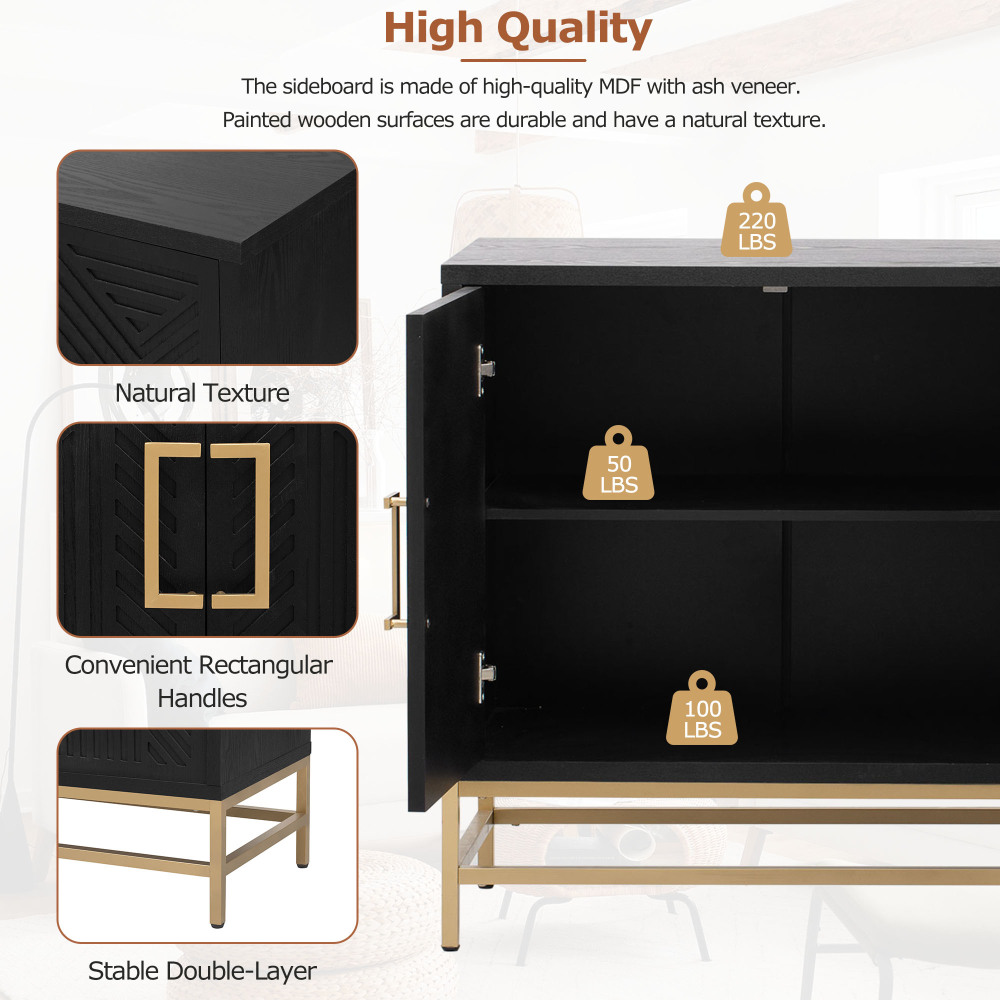 High Quality
The sideboard is made of high-quality MDF with ash veneer.
Painted wooden surfaces are durable and have a natural texture.
220
LBS
Natural Texture
50
LBS
Convenient Rectangular
Handles
100
LBS
Stable Double-Layer